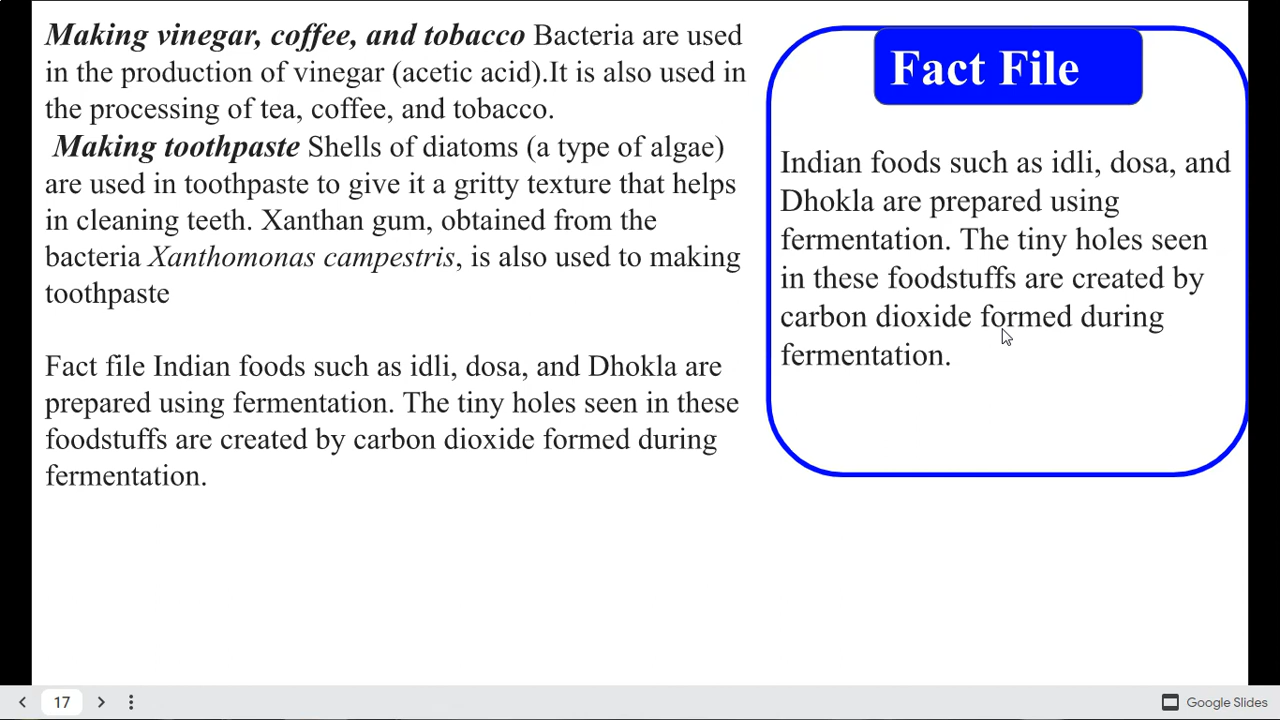 Making vinegar, coffee, and tobacco Bacteria are used
in the production of vinegar (acetic acid).It is also used in
the processing of tea, coffee, and tobacco.
Making toothpaste Shells of diatoms (a type of algae)
are used in toothpaste to give it a gritty texture that helps
in cleaning teeth. Xanthan gum, obtained from the
bacteria Xanthomonas campestris, is also used to making
toothpaste
Fact file Indian foods such as idli, dosa, and Dhokla are
prepared using fermentation. The tiny holes seen in these
foodstuffs are created by carbon dioxide formed during
fermentation.
Fact File
Indian foods such as idli, dosa, and
Dhokla are prepared using
fermentation. The tiny holes seen
in these foodstuffs are created by
carbon dioxide formed during
fermentation.
17
Google Slides